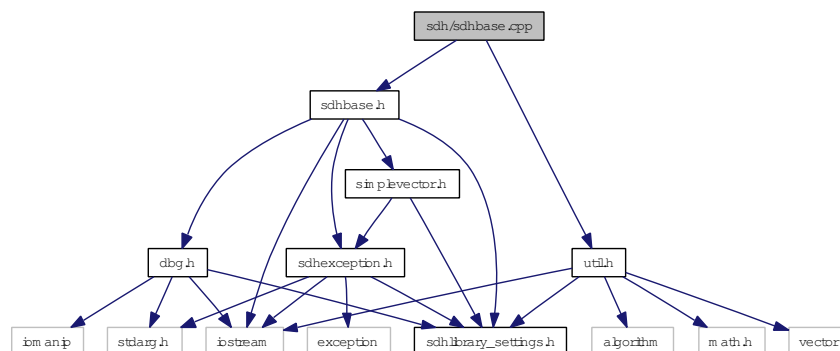 sdh/sdhbase.cpp
sdhbase.h
simplevector.h
dbg.h
sdhexception.h
util.h
iomanip
stdarg.h
iostream
exception
sdhlibrary_settings.h
algorithm
math.h
vector